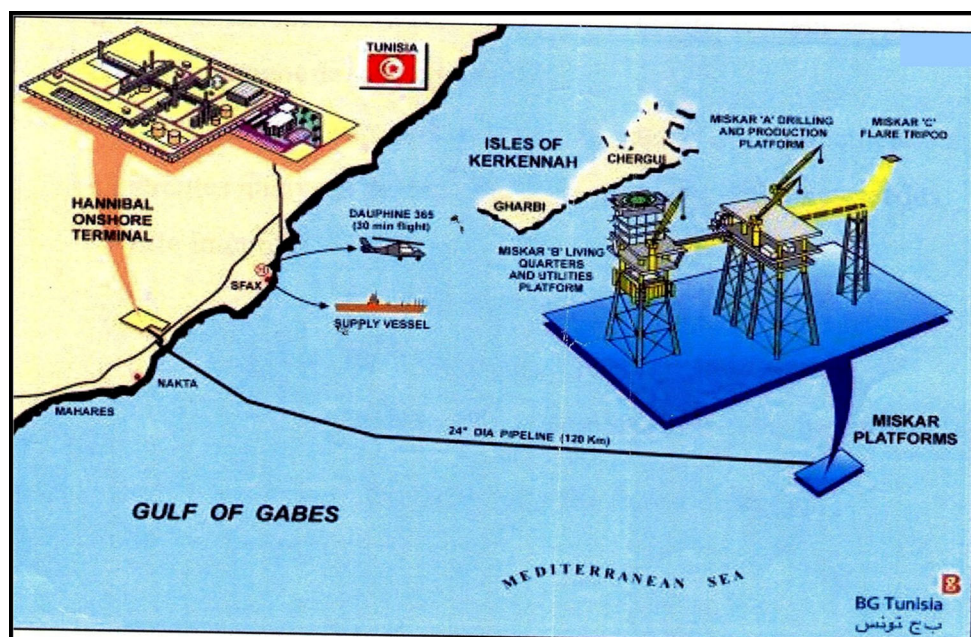 TUNISIA
HANNIBAL
ONSHORE
TERMINAL
ISLES OF
KERKENNAH
CHERGUI
GHARBI
MISKAR 'A' DRILLING
AND PRODUCTION
PLATFORM
MISKAR 'C'
FLARE TRIPOD
DAUPHINE 365
(30 min flight)
MISKAR 'B' LIVING
QUARTERS
AND UTILITIES
PLATFORM
H
SFAX
SUPPLY VESSEL
NAKTA
MAHARES
24" DIA PIPELINE (120 Km)
MISKAR
PLATFORMS
GULF OF GABES
MEDITERRANEAN SEA
BG Tunisia
ب ج تونس